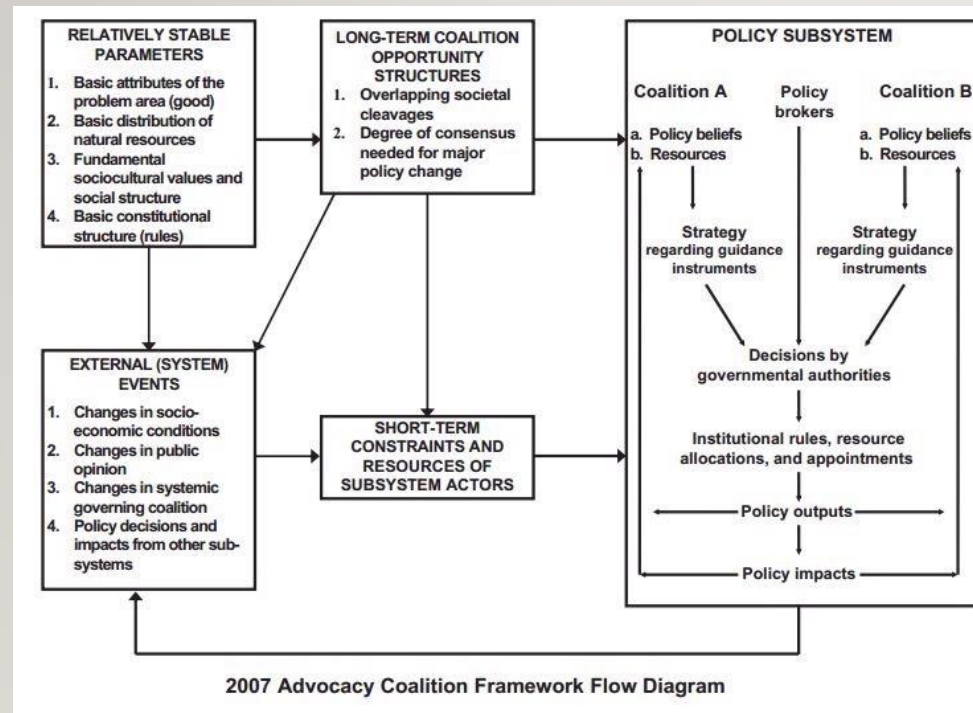 RELATIVELY STABLE
PARAMETERS
1. Basic attributes of the
problem area (good)
2. Basic distribution of
natural resources
3. Fundamental
sociocultural values and
social structure
4. Basic constitutional
structure (rules)
LONG-TERM COALITION
OPPORTUNITY
STRUCTURES
1. Overlapping societal
cleavages
2. Degree of consensus
needed for major
policy change
EXTERNAL (SYSTEM)
EVENTS
1. Changes in socio-
economic conditions
2. Changes in public
opinion
3. Changes in systemic
governing coalition
4. Policy decisions and
impacts from other sub-
systems
SHORT-TERM
CONSTRAINTS AND
RESOURCES OF
SUBSYSTEM ACTORS
POLICY SUBSYSTEM
Coalition A
a. Policy beliefs
b. Resources
Strategy
regarding guidance
instruments
Policy
brokers
Coalition B
a. Policy beliefs
b. Resources
Strategy
regarding guidance
instruments
Decisions by
governmental authorities
Institutional rules, resource
allocations, and appointments
Policy outputs
Policy impacts
2007 Advocacy Coalition Framework Flow Diagram